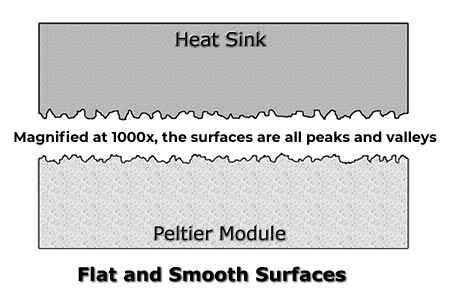 Heat Sink
Magnified at 1000x, the surfaces are all peaks and valleys
Peltier Module
Flat and Smooth Surfaces